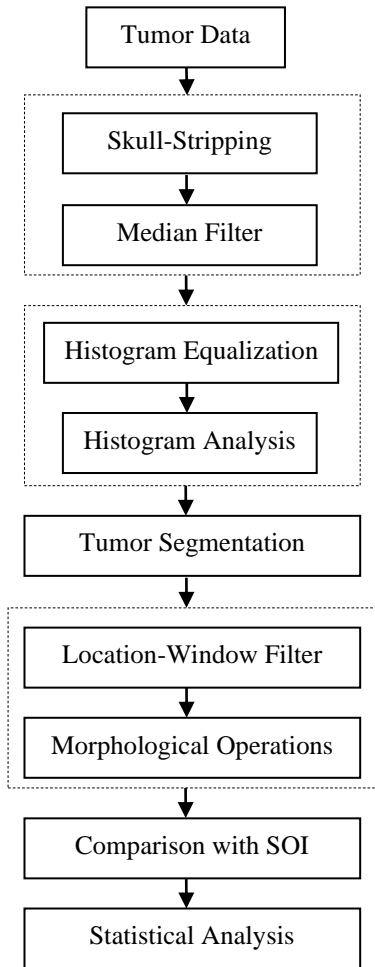 Tumor Data
Skull-Stripping
Median Filter
Histogram Equalization
Histogram Analysis
Tumor Segmentation
Location-Window Filter
Morphological Operations
Comparison with SOI
Statistical Analysis